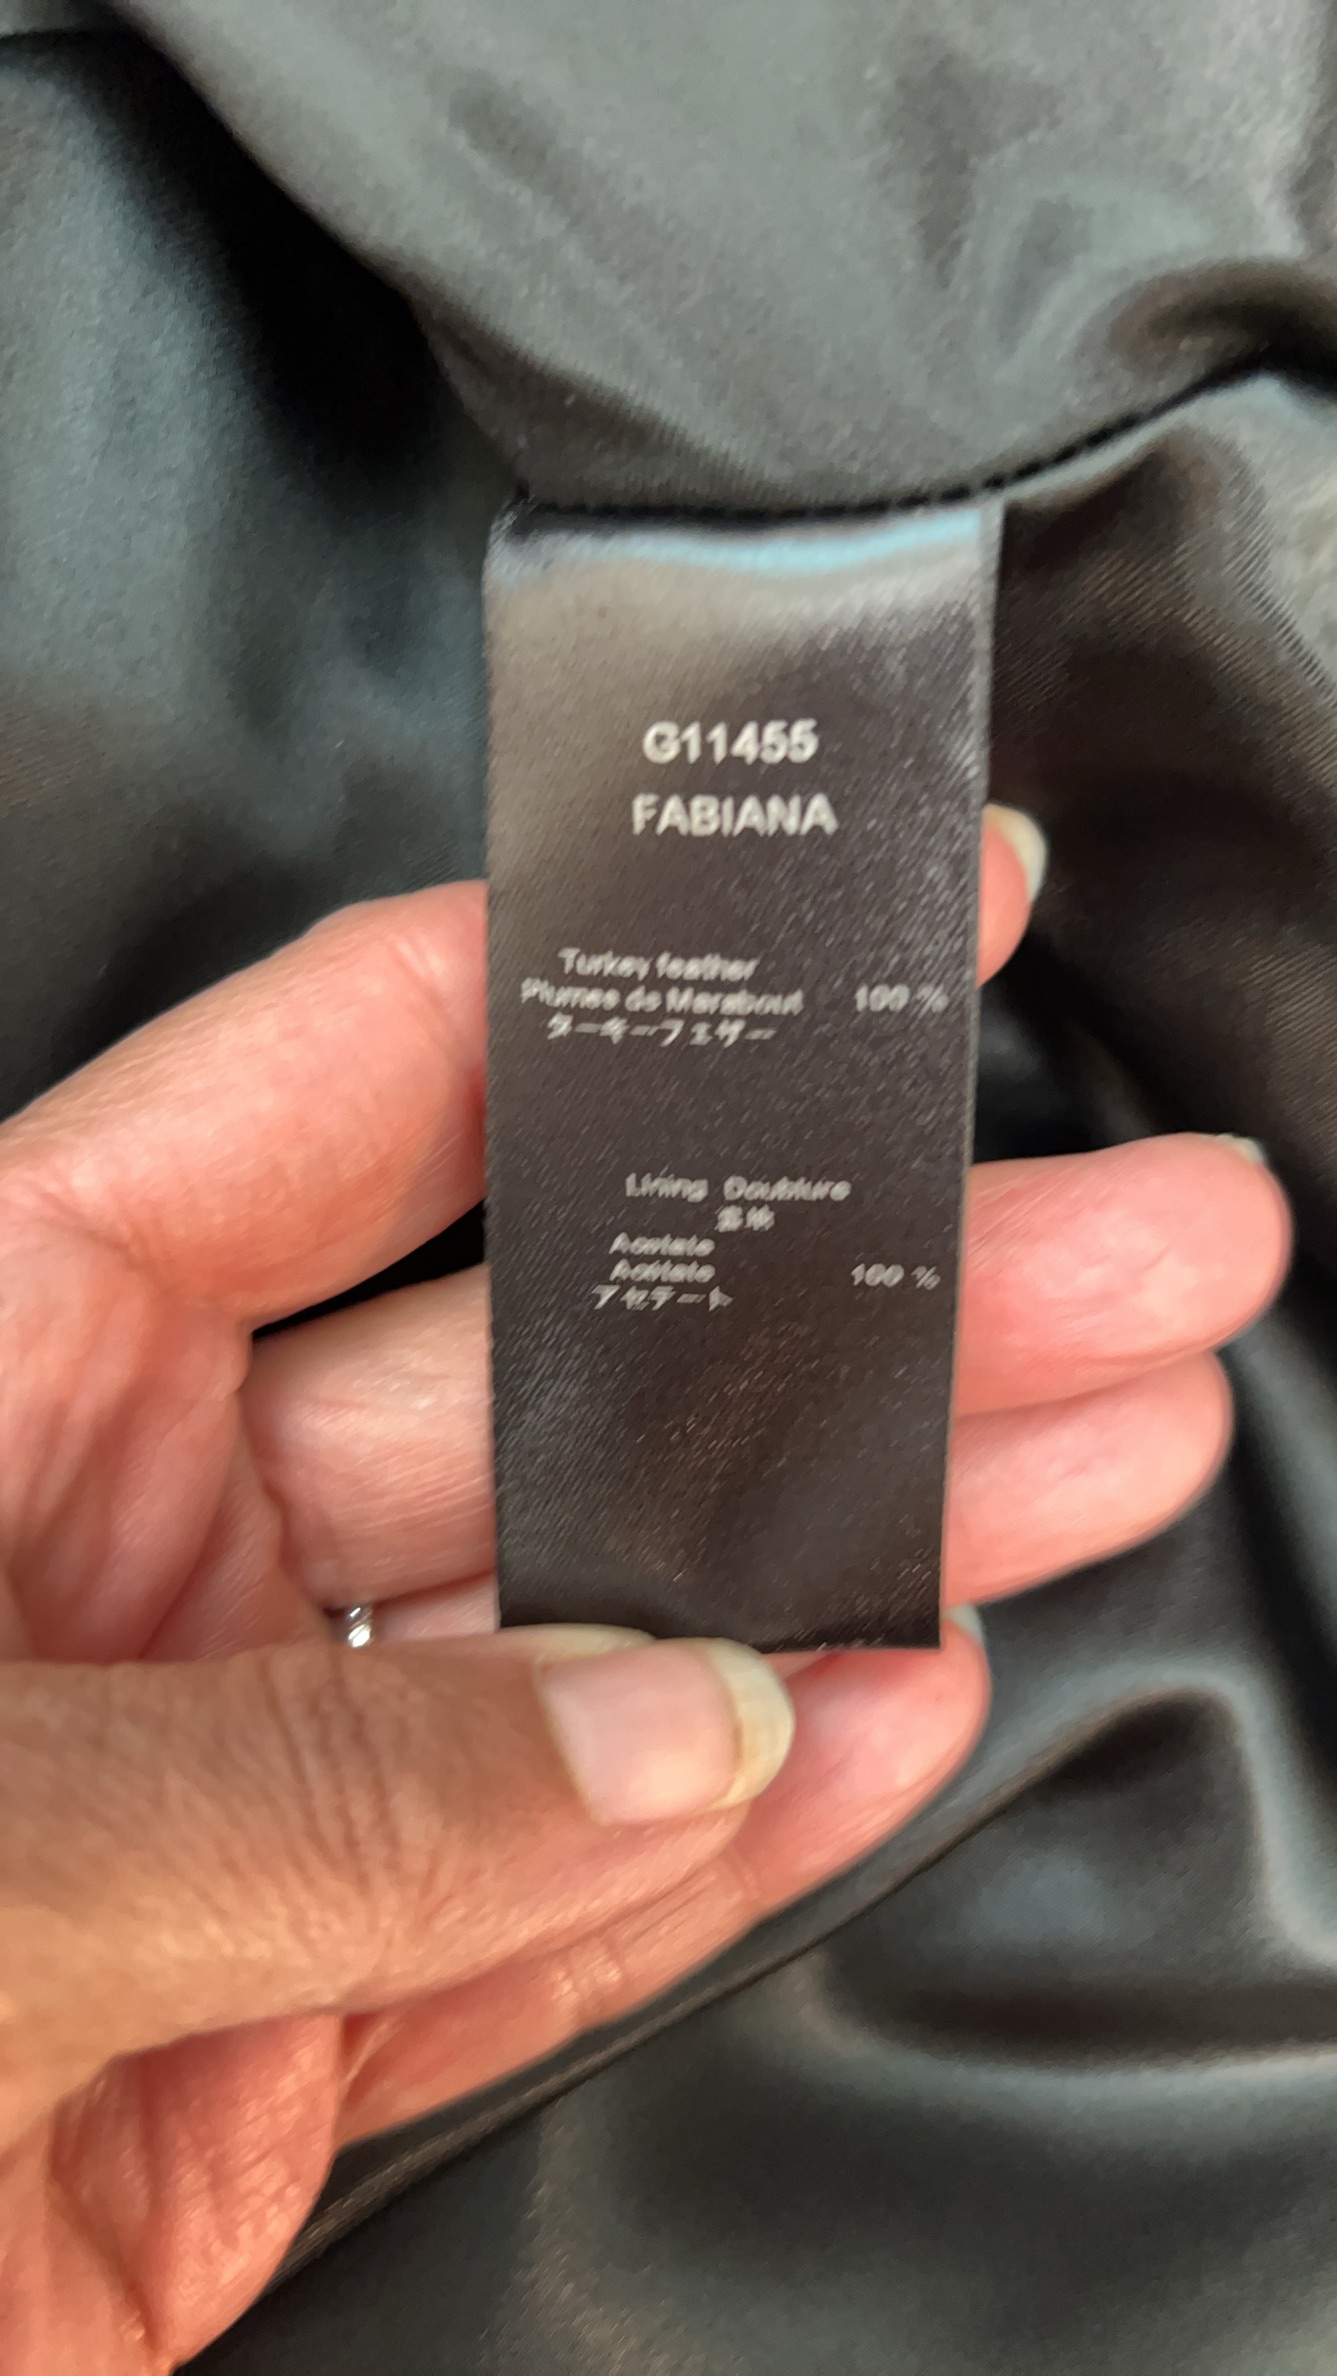 G11455
FABIANA
Turkey feather
Plumes de Marabout 100 %
ターキーフェザー
Lining Doublure
裏地
Acetate
Acétate 100 %
アセテート